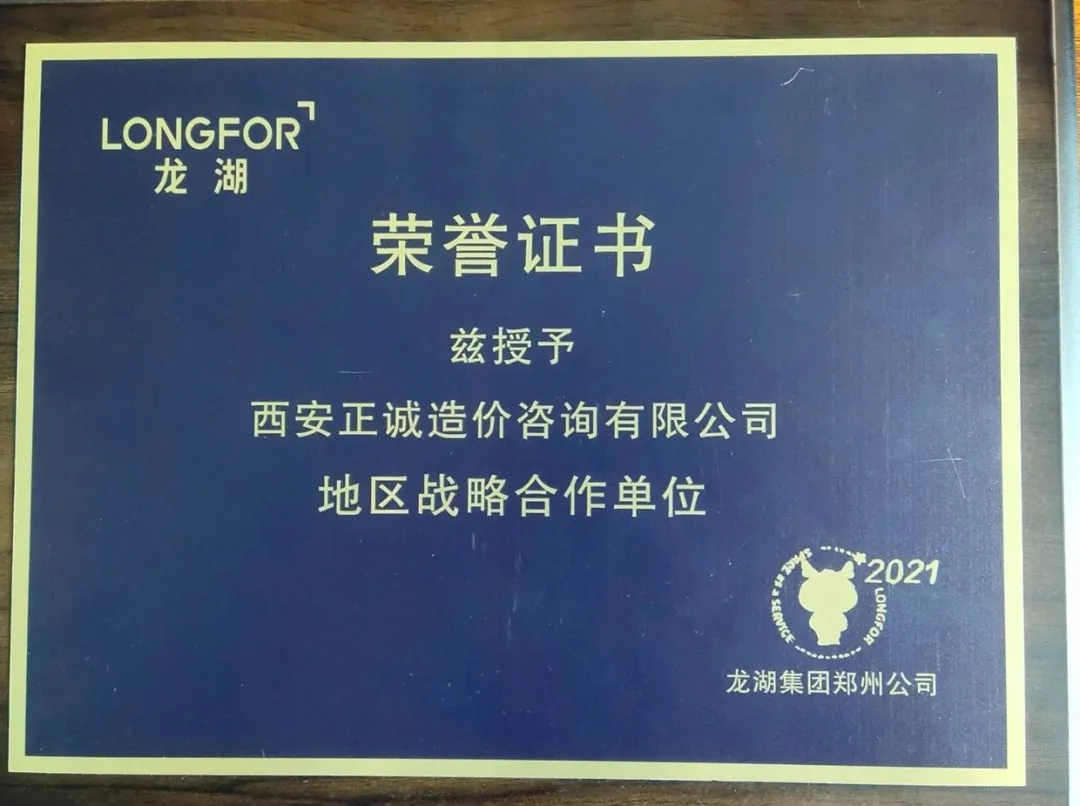 LONGFOR
龙湖
荣誉证书
兹授予
西安正诚造价咨询有限公司
地区战略合作单位
SPACE AS A SERVICE
2021
LONGFOR
龙湖集团郑州公司